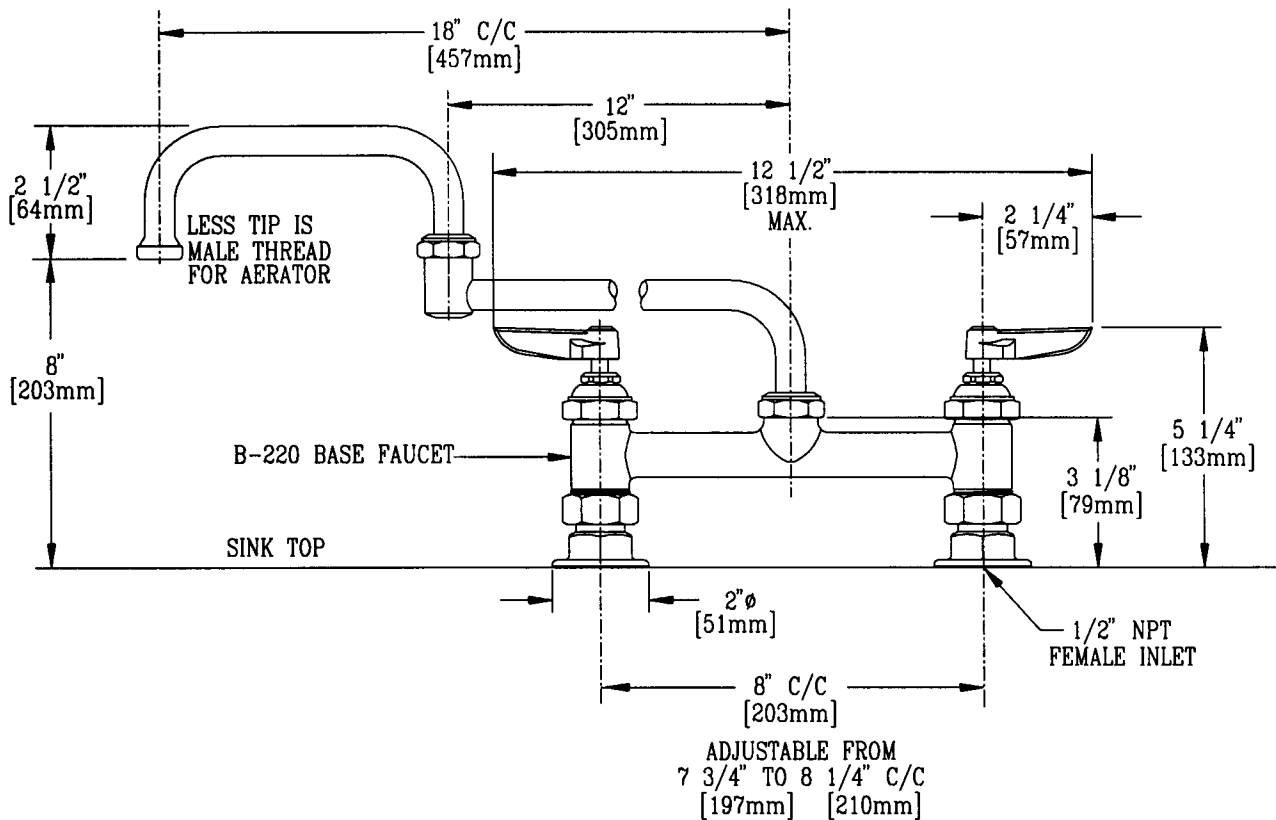 18" C/C
[457mm]
12"
[305mm]
12 1/2"
[318mm]
MAX.
2 1/4"
[57mm]
2 1/2"
[64mm]
LESS TIP IS
MALE THREAD
FOR AERATOR
8"
[203mm]
B-220 BASE FAUCET
5 1/4"
[133mm]
3 1/8"
[79mm]
SINK TOP
2"ø
[51mm]
1/2" NPT
FEMALE INLET
8" C/C
[203mm]
ADJUSTABLE FROM
7 3/4" TO 8 1/4" C/C
[197mm] [210mm]